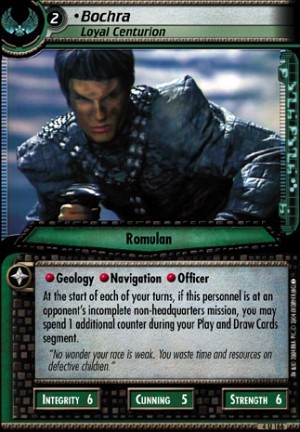 2
•Bochra
Loyal Centurion
Romulan
Geology Navigation Officer
At the start of each of your turns, if this personnel is at an
opponent's incomplete non-headquarters mission, you may
spend 1 additional counter during your Play and Draw Cards
segment.
"No wonder your race is weak. You waste time and resources on
defective children."
INTEGRITY 6 CUNNING 5 STRENGTH 6